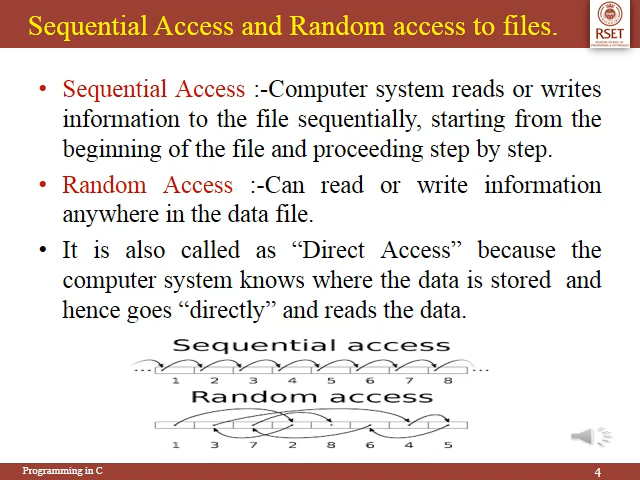 Sequential Access and Random access to files.
RSET
• Sequential Access :-Computer system reads or writes
information to the file sequentially, starting from the
beginning of the file and proceeding step by step.
• Random Access :-Can read or write information
anywhere in the data file.
• It is also called as “Direct Access” because the
computer system knows where the data is stored and
hence goes “directly” and reads the data.
Sequential access
... ...
1 2 3 4 5 6 7 8
Random access
1 3 7 2 8 6 4 5
Programming in C
4